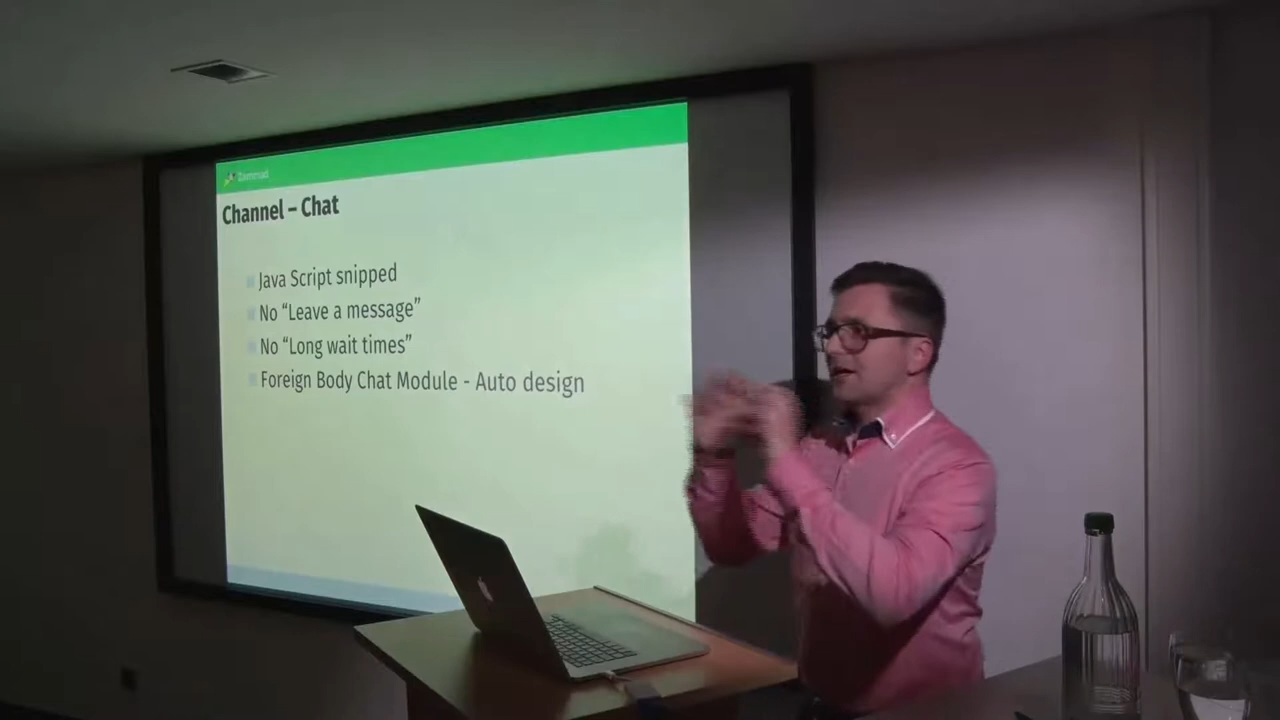 Zammad
Channel – Chat
Java Script snipped
No “Leave a message”
No “Long wait times”
Foreign Body Chat Module - Auto design